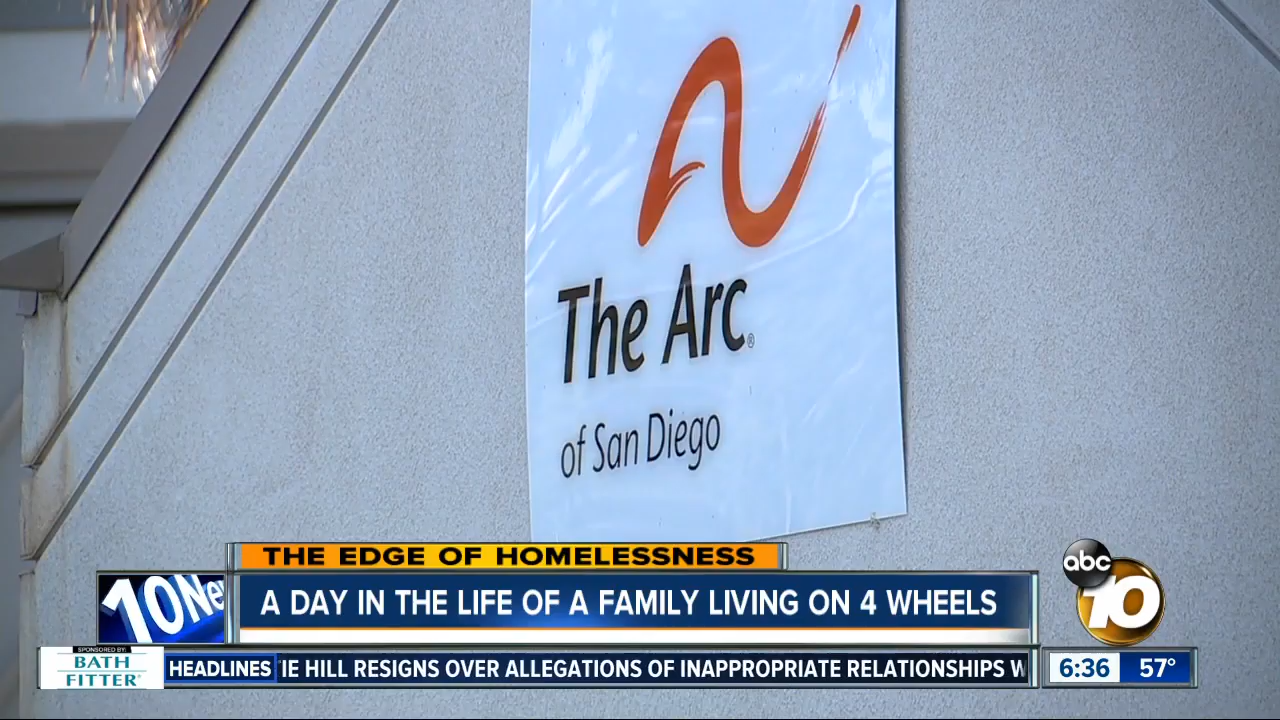 The Arc®
of San Diego
THE EDGE OF HOMELESSNESS
10Ne
A DAY IN THE LIFE OF A FAMILY LIVING ON 4 WHEELS
abc
10
SPONSORED BY:
BATH
FITTER®
HEADLINES
IE HILL RESIGNS OVER ALLEGATIONS OF INAPPROPRIATE RELATIONSHIPS W
6:36 57°